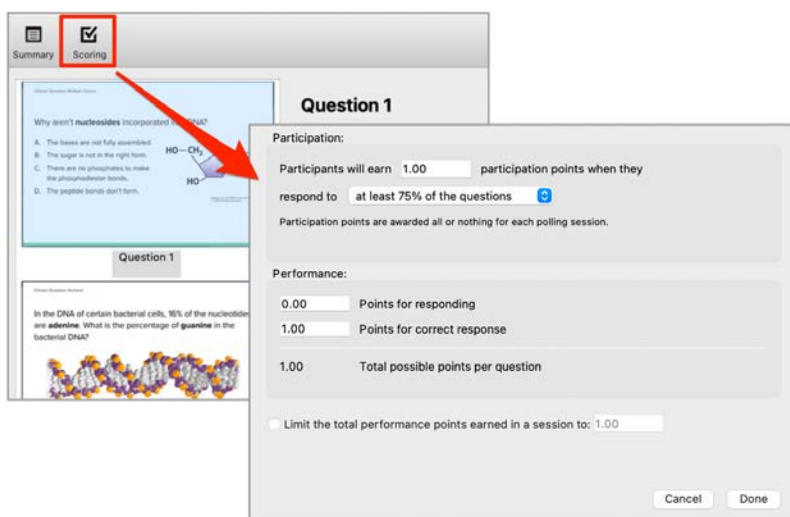 Summary
Scoring
Question 1
Why aren't nucleosides incorporated DNA?
A. The bases are not fully assembled.
B. The sugar is not in the right form.
C. There are no phosphates to make
the phosphodiester bonds.
D. The peptide bonds don't form.
HO—CH₂
HO
Question 1
In the DNA of certain bacterial cells, 16% of the nucleotides
are adenine. What is the percentage of guanine in the
bacterial DNA?
Participation:
Participants will earn 1.00 participation points when they
respond to at least 75% of the questions
Participation points are awarded all or nothing for each polling session.
Performance:
0.00 Points for responding
1.00 Points for correct response
1.00 Total possible points per question
Limit the total performance points earned in a session to: 1.00
Cancel
Done